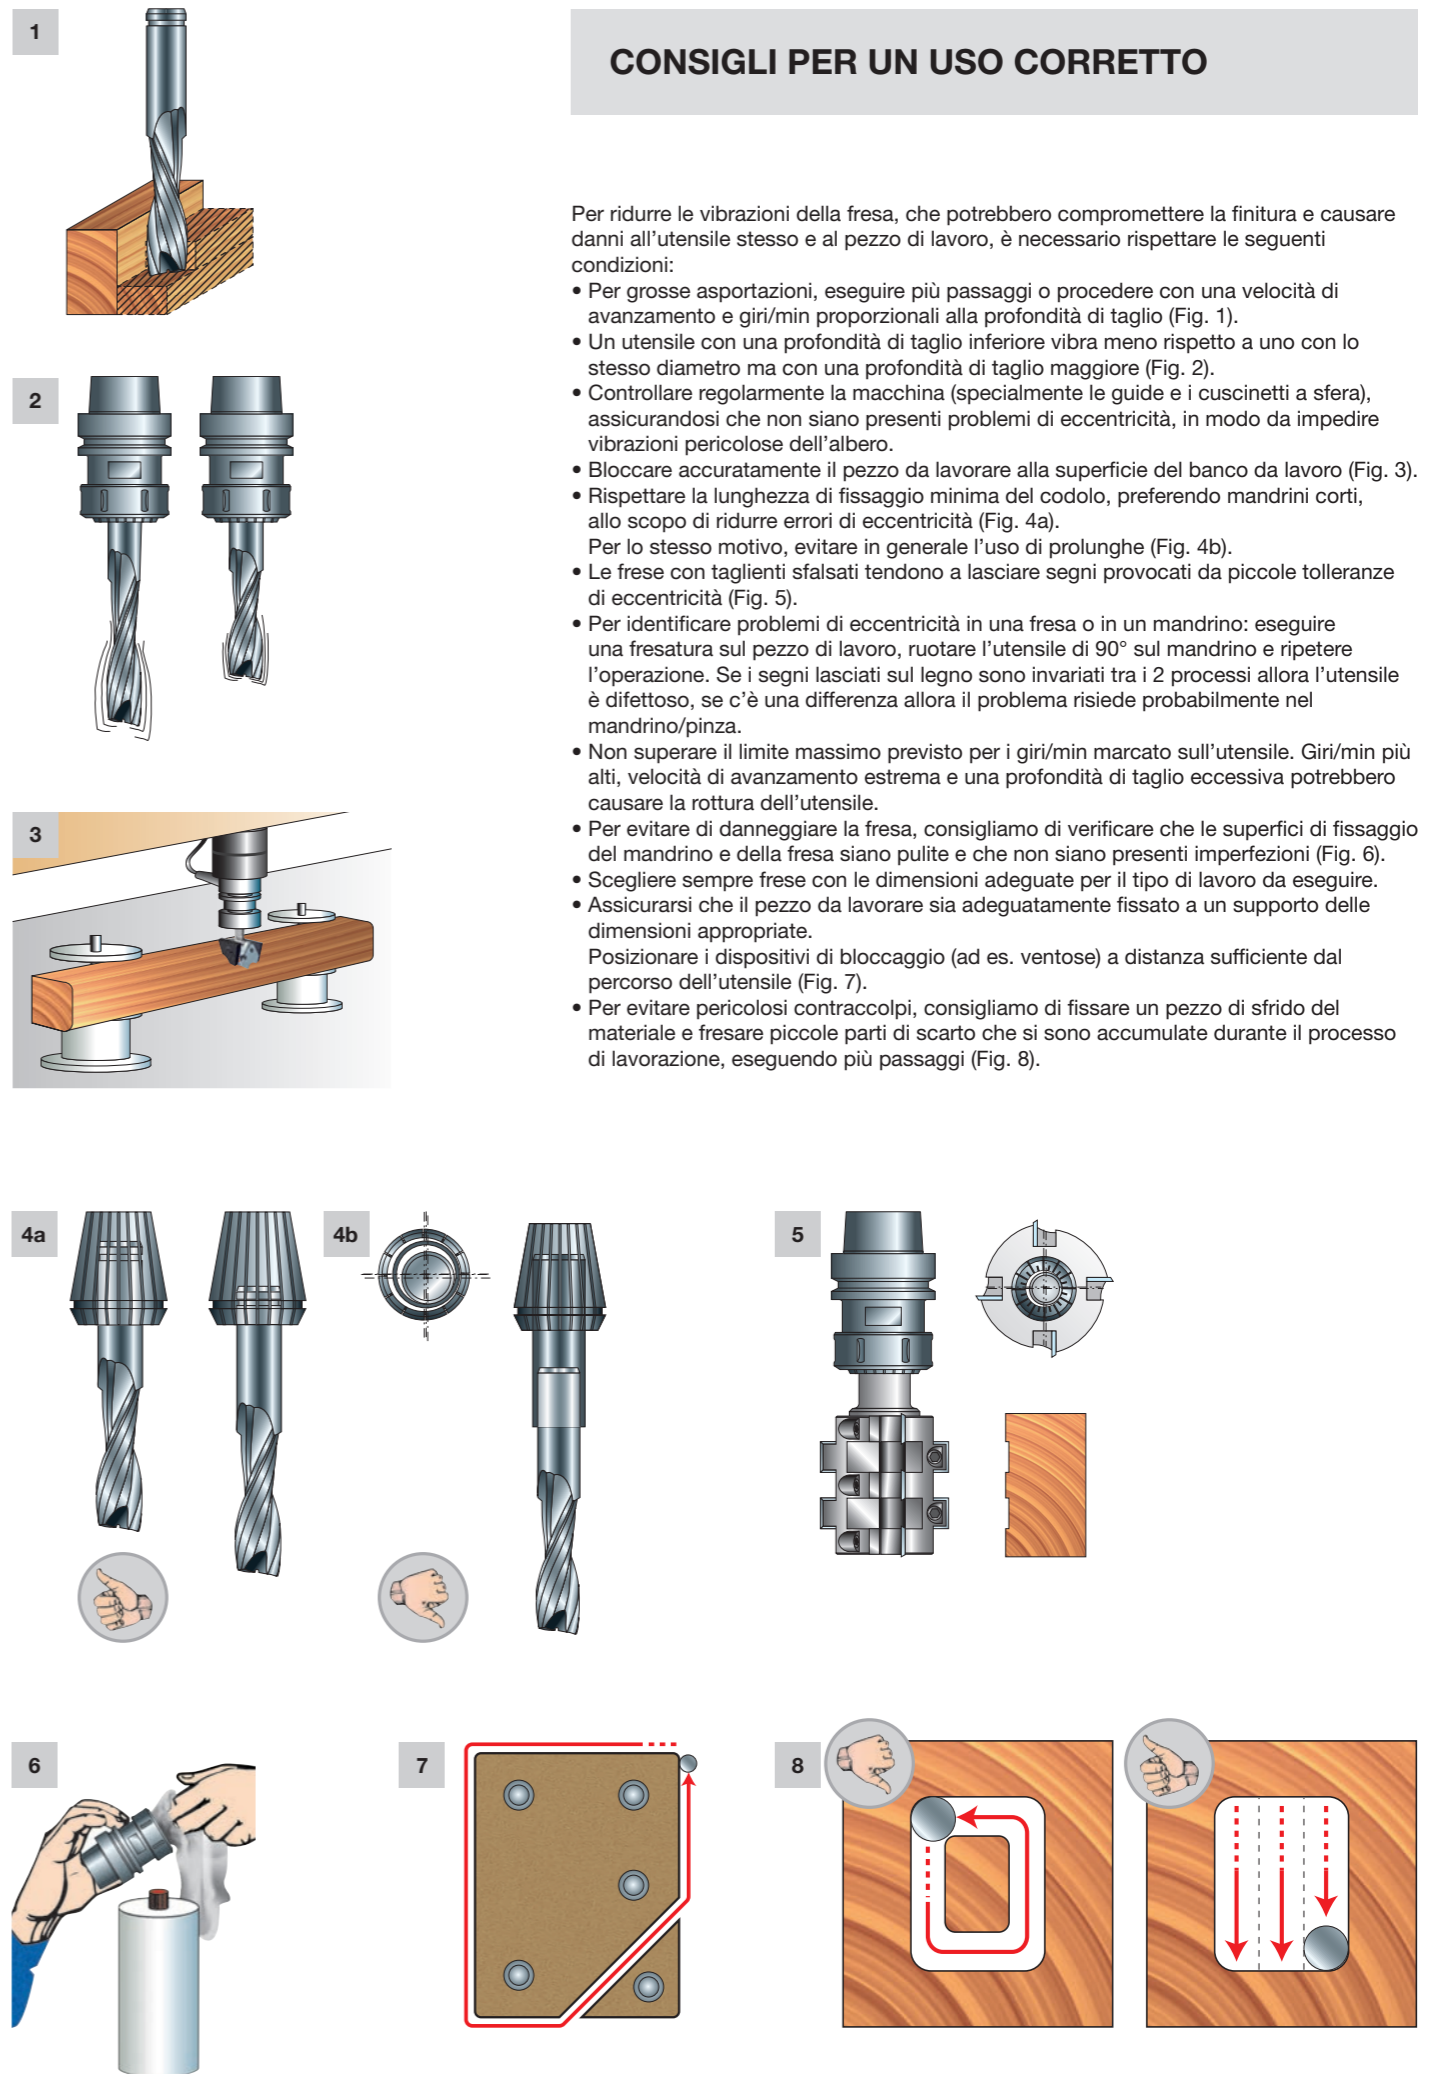 CONSIGLI PER UN USO CORRETTO
Per ridurre le vibrazioni della fresa, che potrebbero compromettere la finitura e causare
danni all’utensile stesso e al pezzo di lavoro, è necessario rispettare le seguenti
condizioni:
• Per grosse asportazioni, eseguire più passaggi o procedere con una velocità di
avanzamento e giri/min proporzionali alla profondità di taglio (Fig. 1).
• Un utensile con una profondità di taglio inferiore vibra meno rispetto a uno con lo
stesso diametro ma con una profondità di taglio maggiore (Fig. 2).
• Controllare regolarmente la macchina (specialmente le guide e i cuscinetti a sfera),
assicurandosi che non siano presenti problemi di eccentricità, in modo da impedire
vibrazioni pericolose dell’albero.
• Bloccare accuratamente il pezzo da lavorare alla superficie del banco da lavoro (Fig. 3).
• Rispettare la lunghezza di fissaggio minima del codolo, preferendo mandrini corti,
allo scopo di ridurre errori di eccentricità (Fig. 4a).
Per lo stesso motivo, evitare in generale l’uso di prolunghe (Fig. 4b).
• Le frese con taglienti sfalsati tendono a lasciare segni provocati da piccole tolleranze
di eccentricità (Fig. 5).
• Per identificare problemi di eccentricità in una fresa o in un mandrino: eseguire
una fresatura sul pezzo di lavoro, ruotare l’utensile di 90° sul mandrino e ripetere
l’operazione. Se i segni lasciati sul legno sono invariati tra i 2 processi allora l’utensile
è difettoso, se c’è una differenza allora il problema risiede probabilmente nel
mandrino/pinza.
• Non superare il limite massimo previsto per i giri/min marcato sull’utensile. Giri/min più
alti, velocità di avanzamento estrema e una profondità di taglio eccessiva potrebbero
causare la rottura dell’utensile.
• Per evitare di danneggiare la fresa, consigliamo di verificare che le superfici di fissaggio
del mandrino e della fresa siano pulite e che non siano presenti imperfezioni (Fig. 6).
• Scegliere sempre frese con le dimensioni adeguate per il tipo di lavoro da eseguire.
• Assicurarsi che il pezzo da lavorare sia adeguatamente fissato a un supporto delle
dimensioni appropriate.
Posizionare i dispositivi di bloccaggio (ad es. ventose) a distanza sufficiente dal
percorso dell’utensile (Fig. 7).
• Per evitare pericolosi contraccolpi, consigliamo di fissare un pezzo di sfrido del
materiale e fresare piccole parti di scarto che si sono accumulate durante il processo
di lavorazione, eseguendo più passaggi (Fig. 8).
1
2
3
4a
4b
5
6
7
8